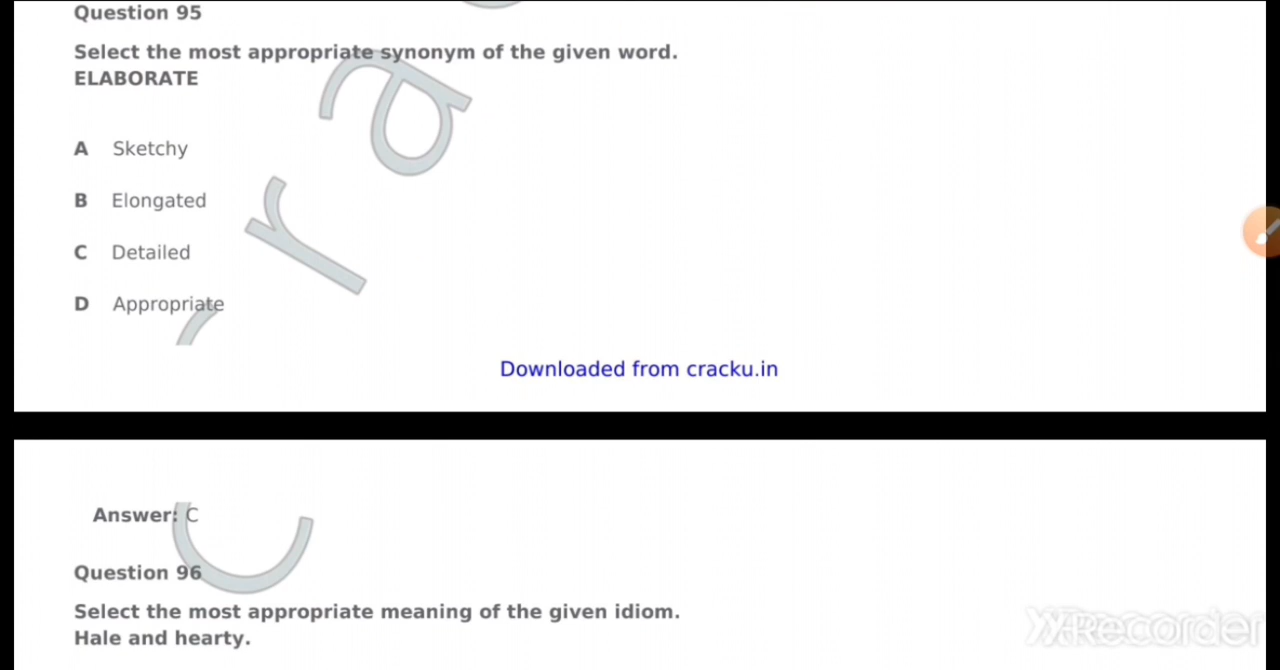 Question 95
Select the most appropriate synonym of the given word.
ELABORATE
A Sketchy
B Elongated
C Detailed
D Appropriate
Downloaded from cracku.in
Answer: C
Question 96
Select the most appropriate meaning of the given idiom.
Hale and hearty.
XRecorder